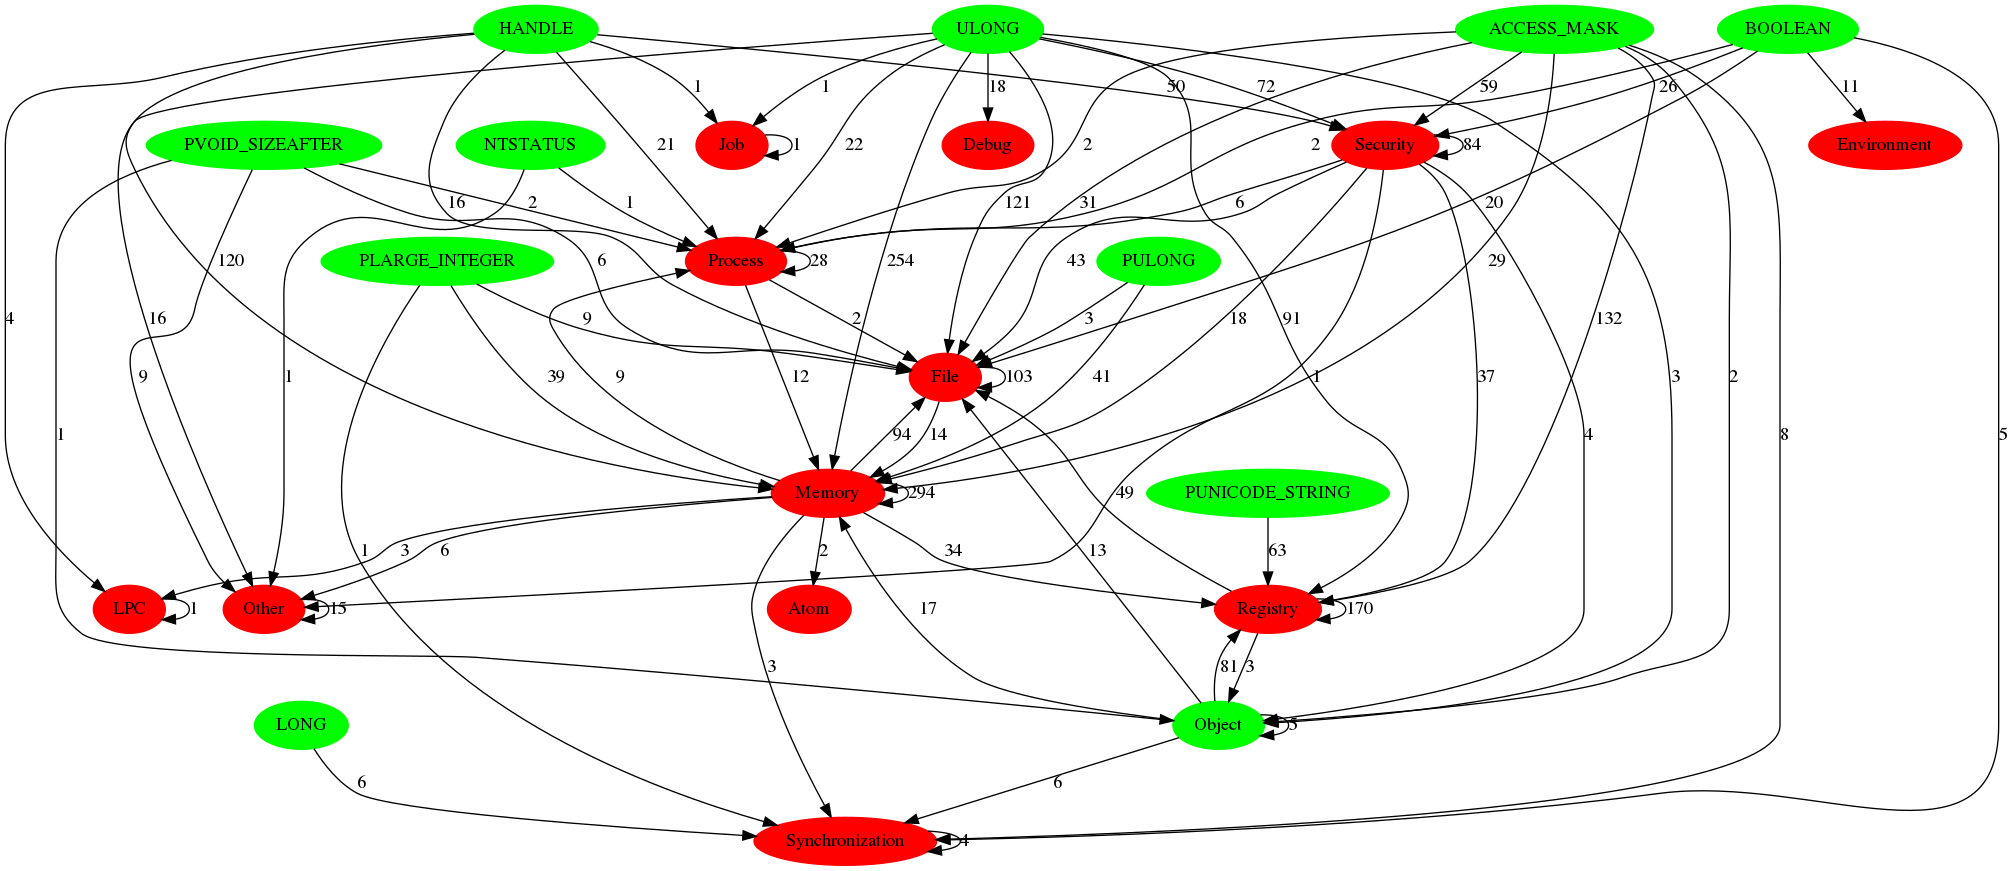 HANDLE ULONG ACCESS_MASK BOOLEAN
1 1 18 50 72 59 26 11
PVOID_SIZEAFTER NTSTATUS Job 1 Debug Security 84 Environment
16 2 1 21 22 121 2 31 6 2 20
PLARGE_INTEGER Process 28 PULONG
120 6 254 43 29
4 16 9 2 3 18 91 132
9 1 39 9 12 File 103 41 1 37 3 2
1 94 14 4 8 5
Memory 294 PUNICODE_STRING
1 3 6 2 34 49 13 63
LPC 1 Other 15 Atom 17 Registry 170
3 81 3
LONG Object 5
6 6
Synchronization 4